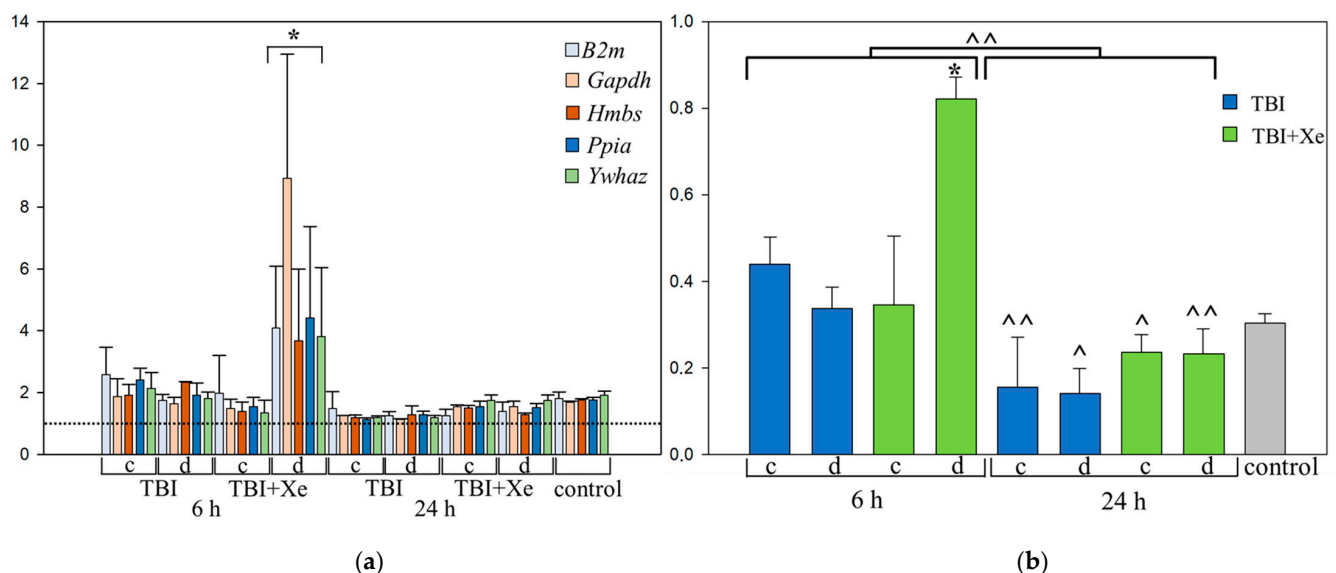 14
12
10
8
6
4
2
0
*
B2m
Gapdh
Hmbs
Ppia
Ywhaz
c d c d c d c d
TBI TBI+Xe TBI TBI+Xe control
6 h 24 h
(a)
1.0
0.8
0.6
0.4
0.2
0.0
^^
*
TBI
TBI+Xe
^^ ^ ^ ^^
c d c d c d c d control
6 h 24 h
(b)